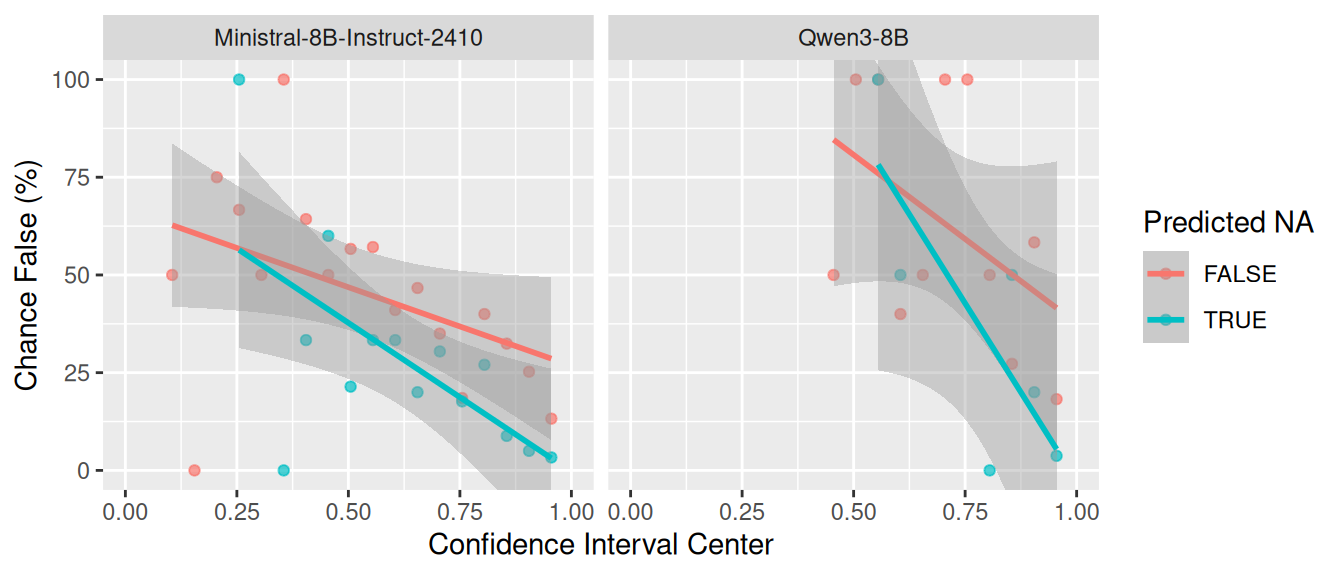 Ministral-8B-Instruct-2410
Qwen3-8B
Chance False (%)
100
75
50
25
0
0.00 0.25 0.50 0.75 1.00
0.00 0.25 0.50 0.75 1.00
Confidence Interval Center
Predicted NA
FALSE
TRUE